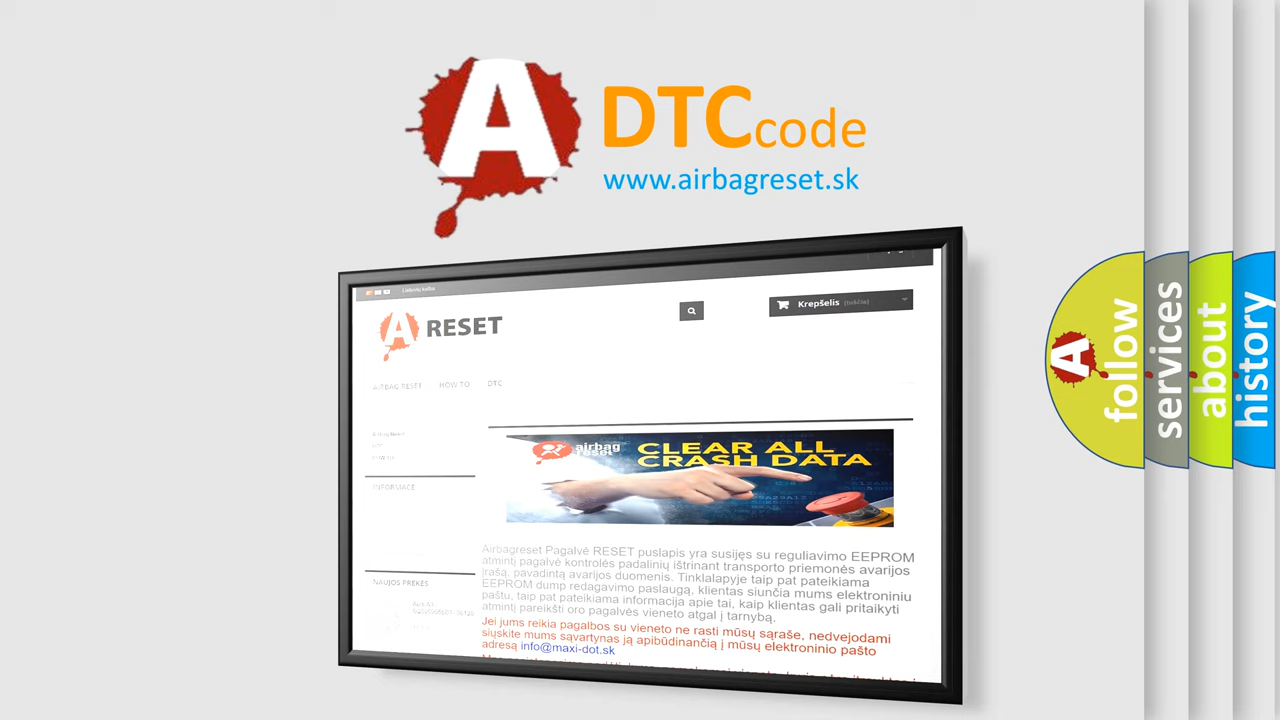 A
DTCcode
www.airbagreset.sk
Lietuvių kalba
A RESET
Krepšelis (tuščia)
AIRBAG RESET HOW TO DTC
INFORMACE
airbag
reset
CLEAR ALL
CRASH DATA
Airbagreset Pagalvė RESET puslapis yra susijęs su reguliavimo EEPROM
atmintį pagalvė kontrolės padalinių ištrinant transporto priemonės avarijos
įrašą, pavadintą avarijos duomenis. Tinklalapyje taip pat pateikiama
EEPROM dump redagavimo paslaugą, klientas siunčia mums elektroniniu
paštu, taip pat pateikiama informacija apie tai, kaip klientas gali pritaikyti
atmintį pareikšti oro pagalvės vieneto atgal į tarnybą.
NAUJOS PREKĖS
Jei jums reikia pagalbos su vieneto ne rasti mūsų sąraše, nedvejodami
siųskite mums sąvartynas ją apibūdinančią į mūsų elektroninio pašto
adresą info@maxi-dot.sk
A
follow
services
about
history